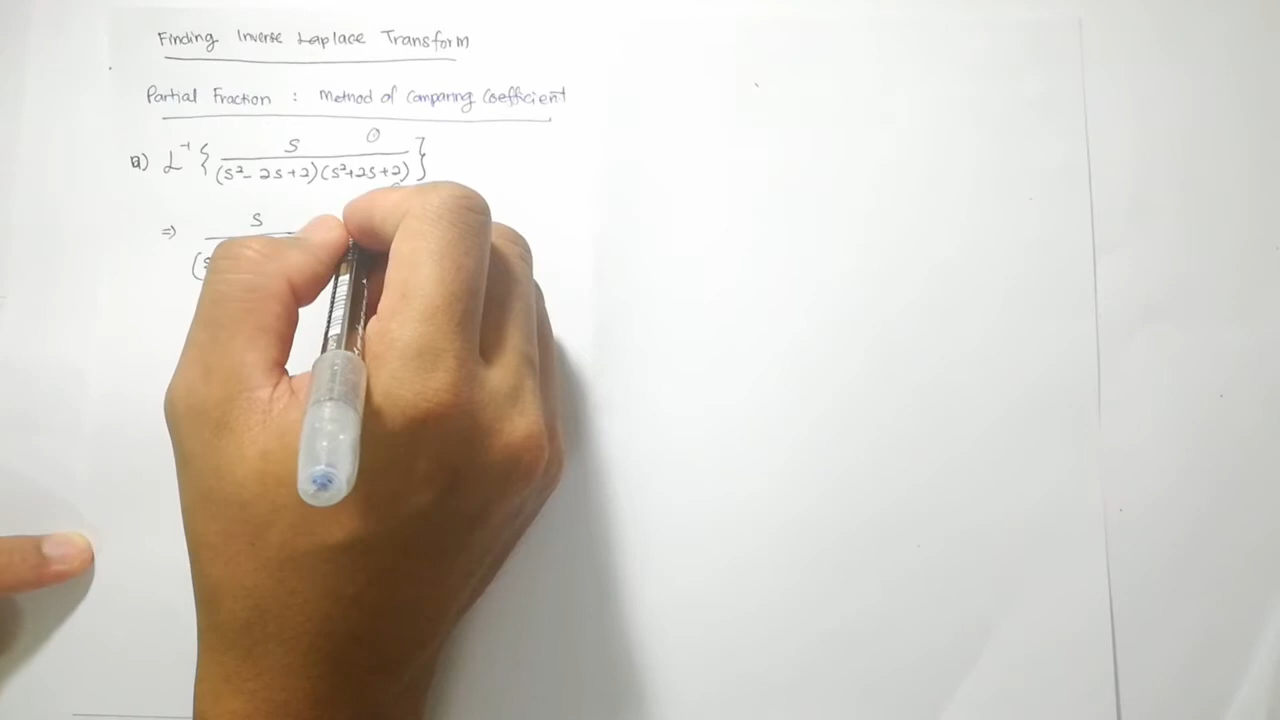 Finding Inverse Laplace Transform
Partial Fraction : Method of Comparing Coefficient
a) L⁻¹ { s / (s² - 2s + 2)(s² + 2s + 2) }
⇒ s
(s